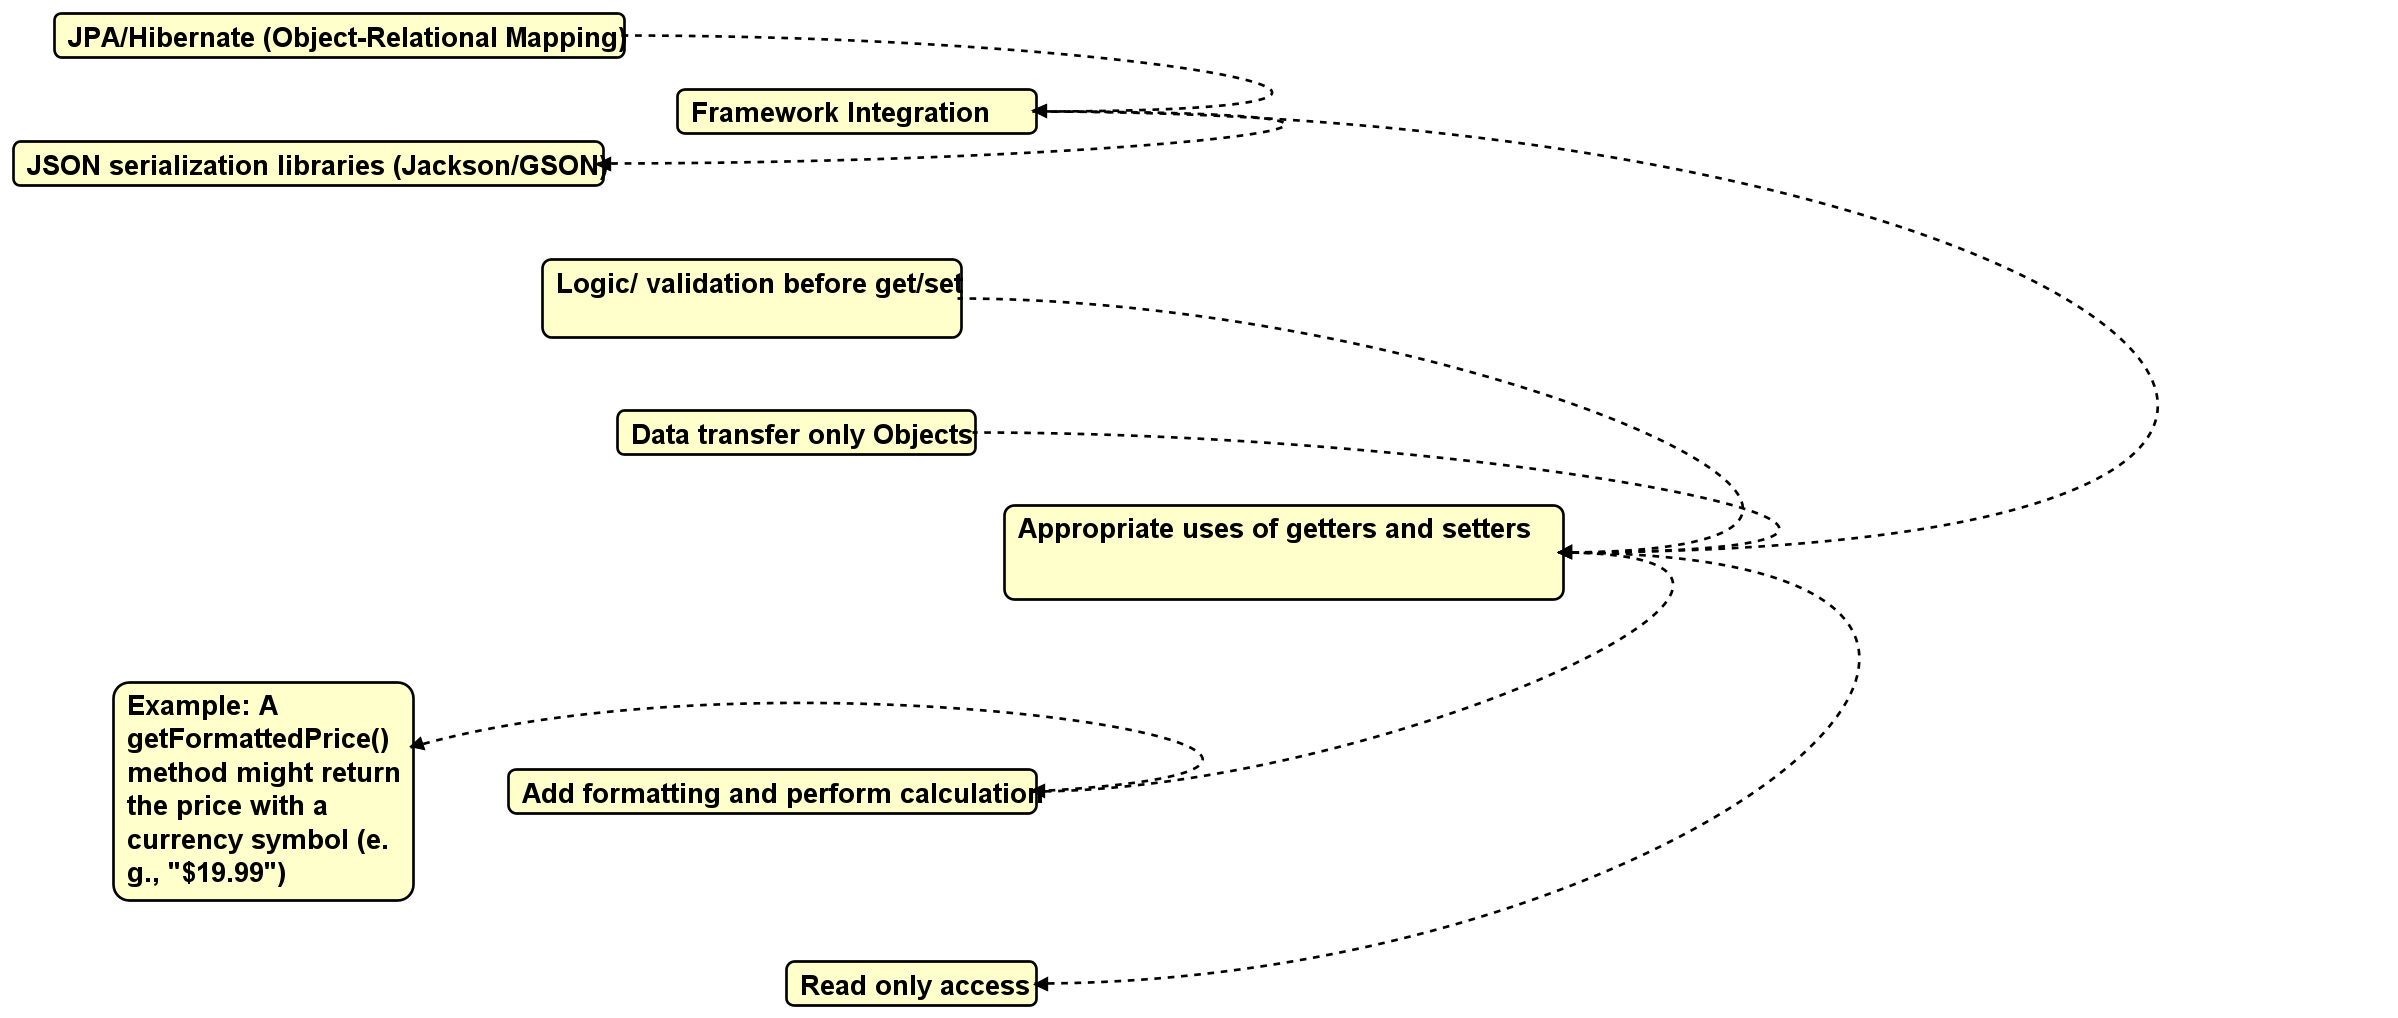 JPA/Hibernate (Object-Relational Mapping)
Framework Integration
JSON serialization libraries (Jackson/GSON)
Logic/ validation before get/set
Data transfer only Objects
Appropriate uses of getters and setters
Example: A
getFormattedPrice()
method might return
the price with a
currency symbol (e.
g., "$19.99")
Add formatting and perform calculation
Read only access